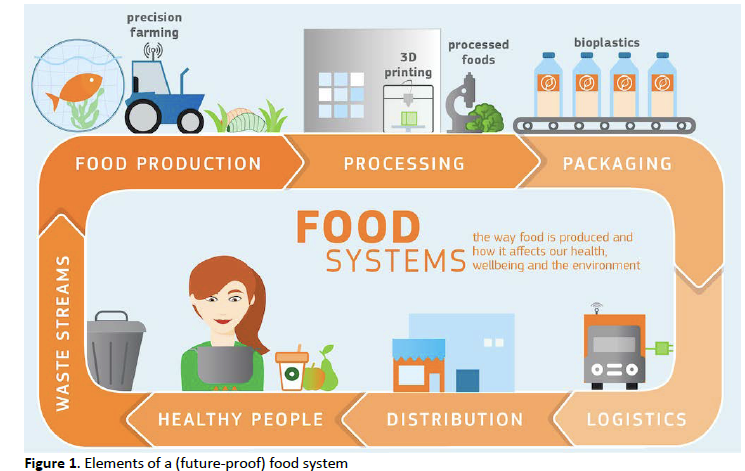 precision
farming
3D
printing
processed
foods
bioplastics
FOOD PRODUCTION
PROCESSING
PACKAGING
FOOD
SYSTEMS
the way food is produced and
how it affects our health,
wellbeing and the environment
WASTE STREAMS
HEALTHY PEOPLE
DISTRIBUTION
LOGISTICS
Figure 1. Elements of a (future-proof) food system